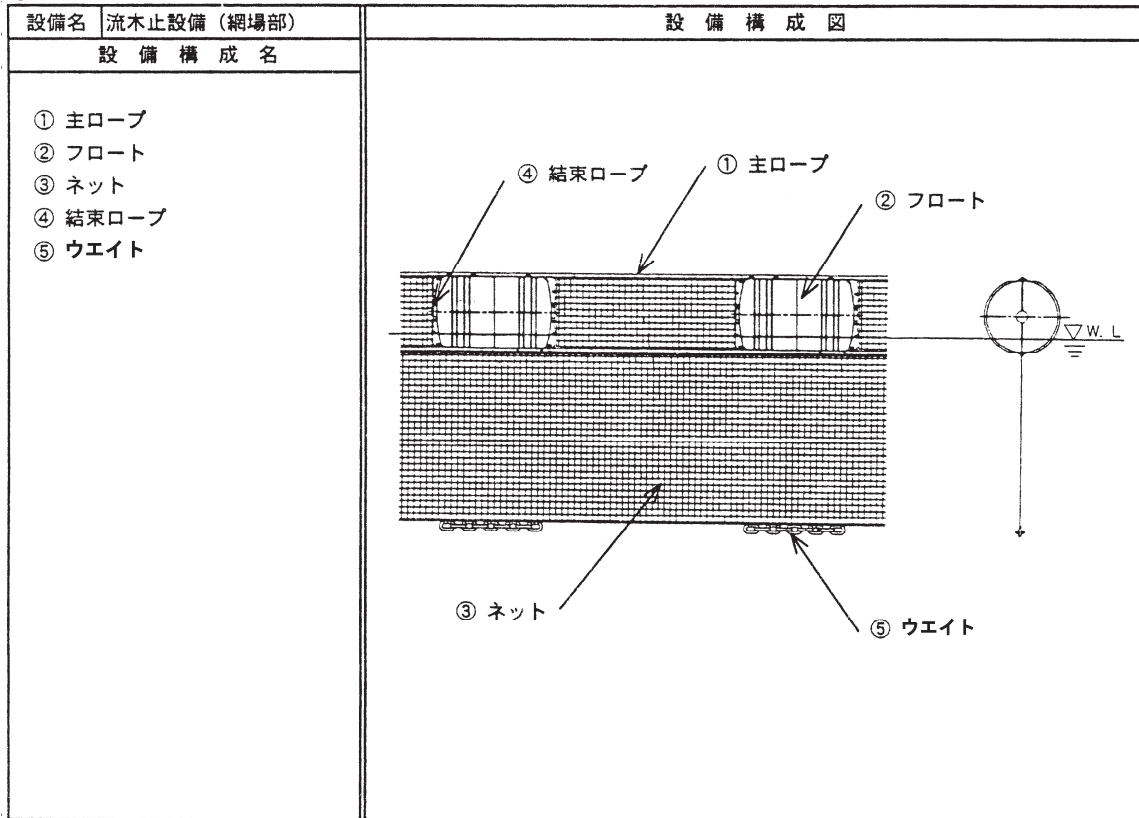 設備名 流木止設備(網場部)
設備構成名
① 主ロープ
② フロート
③ ネット
④ 結束ロープ
⑤ ウエイト
設備構成図
④ 結束ロープ
① 主ロープ
② フロート
W.L
③ ネット
⑤ ウエイト